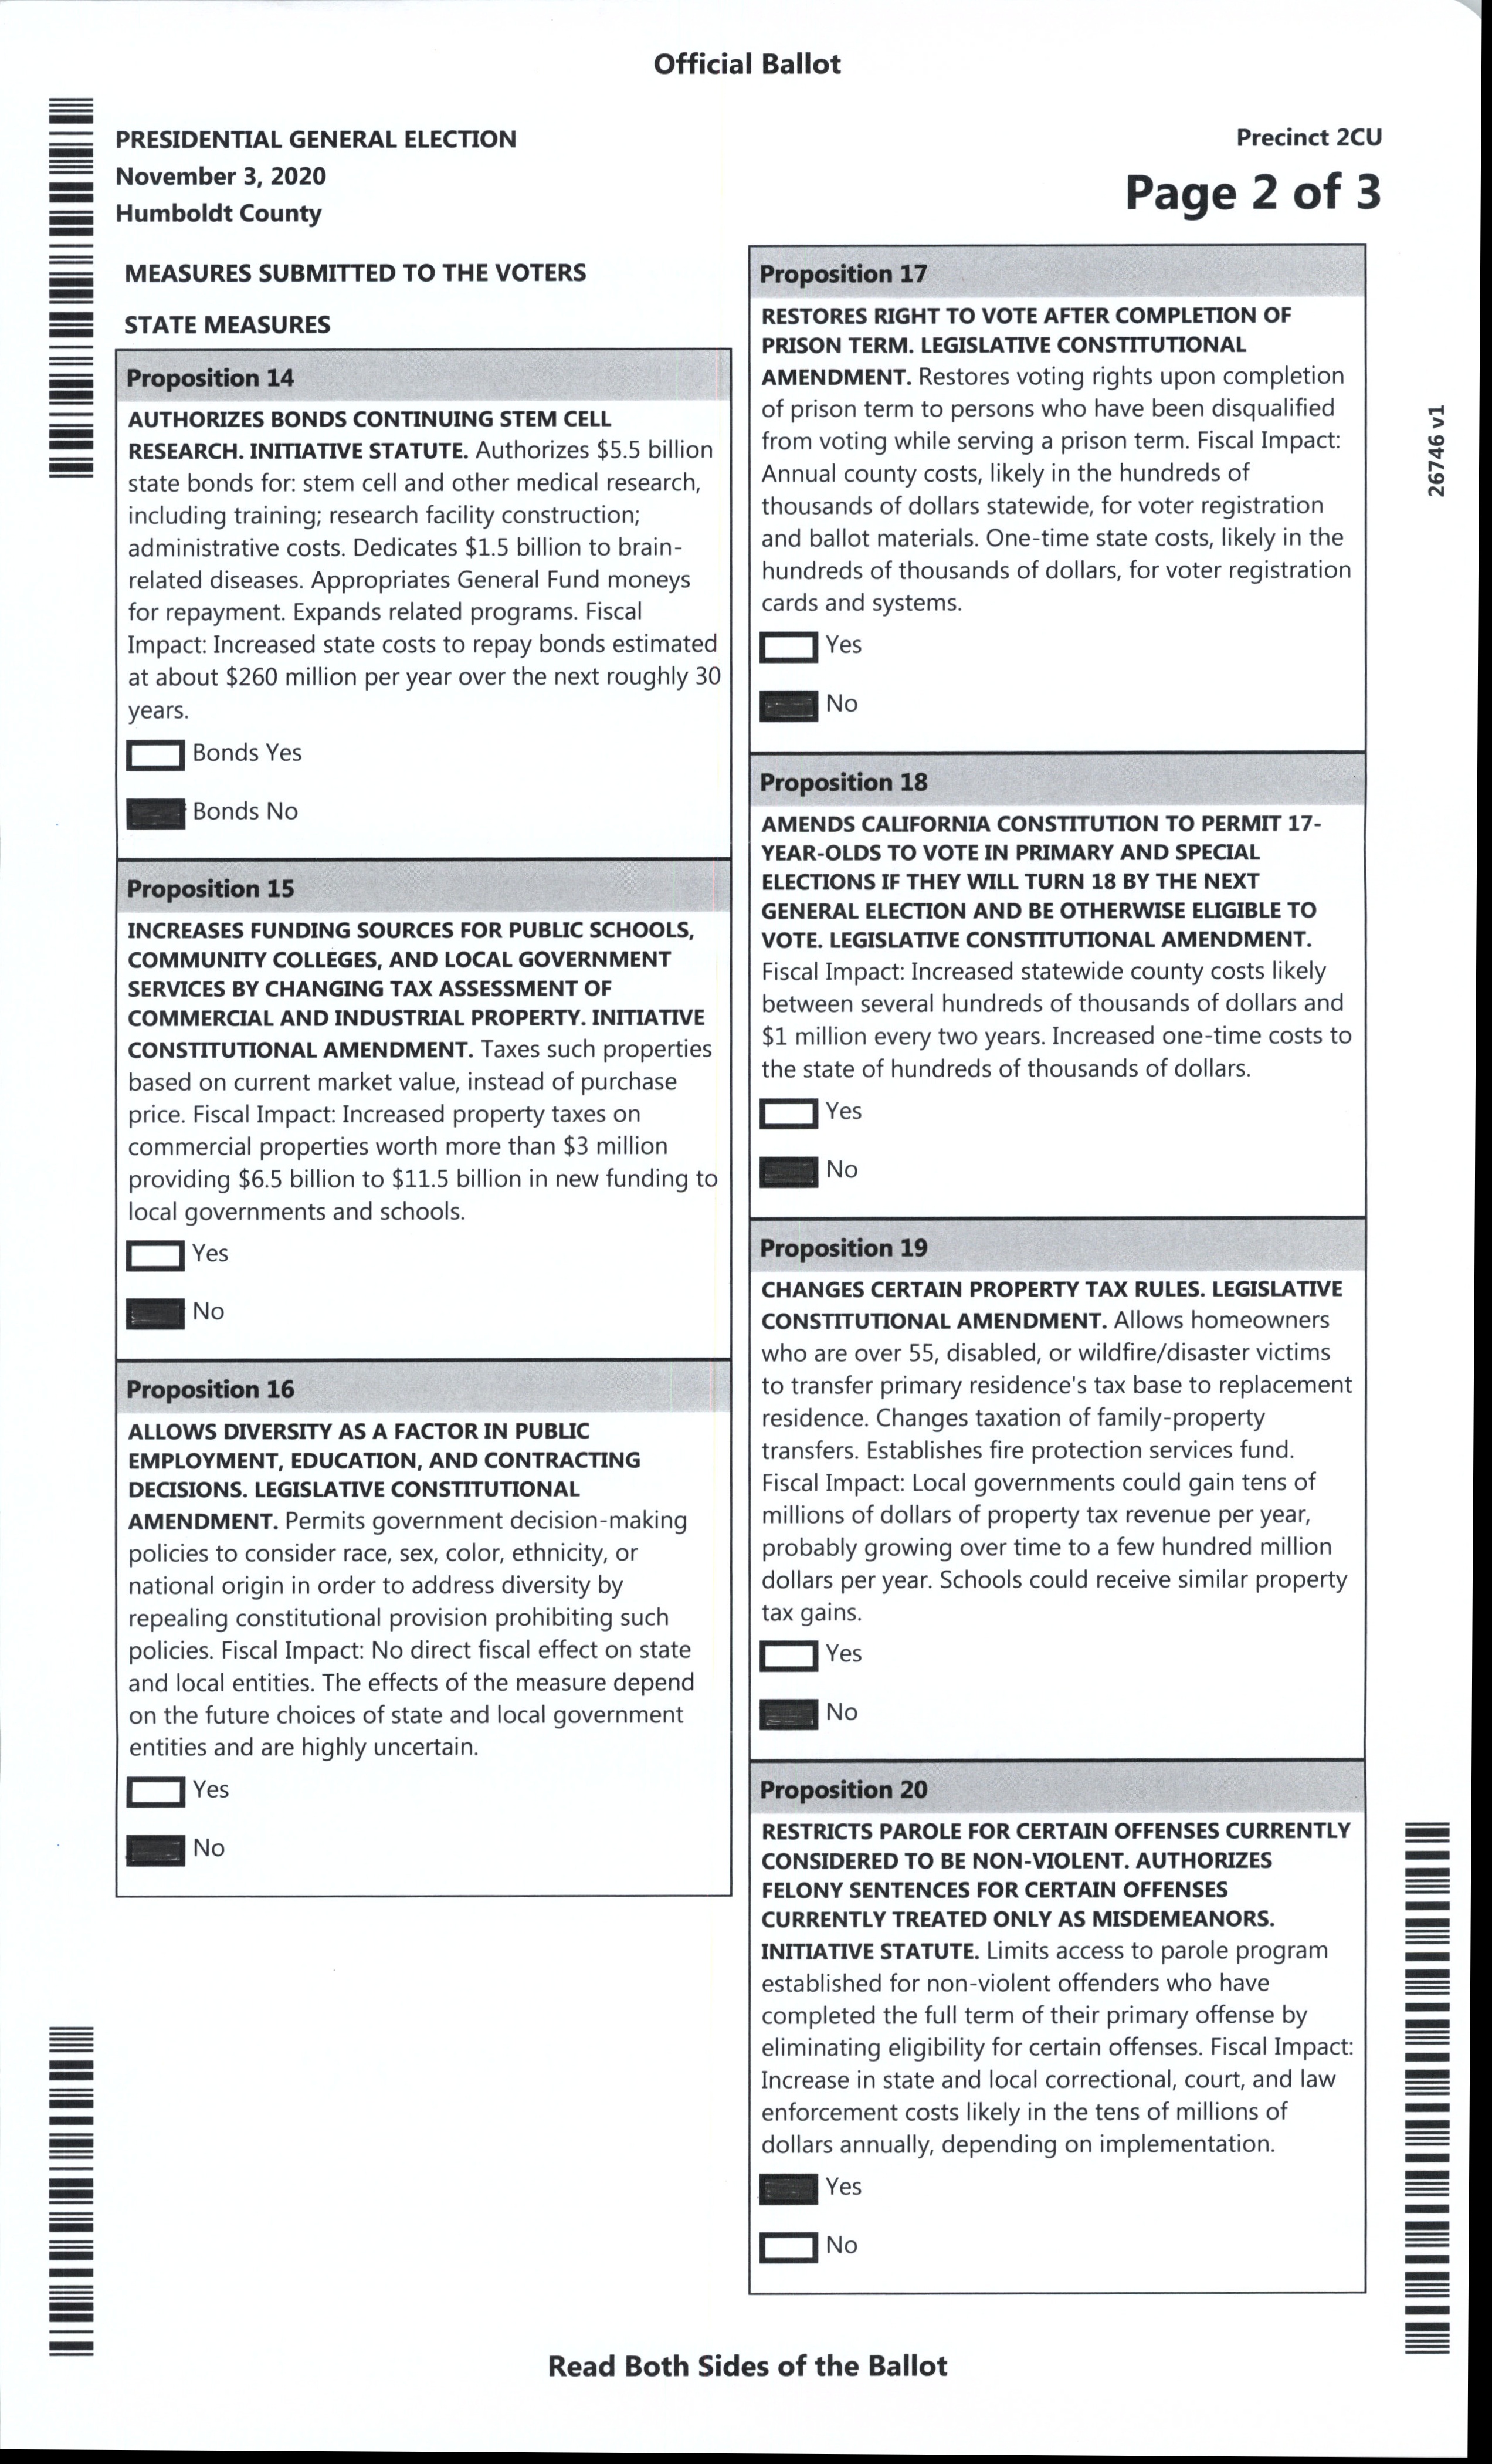 Official Ballot
PRESIDENTIAL GENERAL ELECTION
November 3, 2020
Humboldt County
Precinct 2CU
Page 2 of 3
MEASURES SUBMITTED TO THE VOTERS
STATE MEASURES
Proposition 14
AUTHORIZES BONDS CONTINUING STEM CELL
RESEARCH. INITIATIVE STATUTE. Authorizes $5.5 billion
state bonds for: stem cell and other medical research,
including training; research facility construction;
administrative costs. Dedicates $1.5 billion to brain-
related diseases. Appropriates General Fund moneys
for repayment. Expands related programs. Fiscal
Impact: Increased state costs to repay bonds estimated
at about $260 million per year over the next roughly 30
years.
Bonds Yes
Bonds No
Proposition 15
INCREASES FUNDING SOURCES FOR PUBLIC SCHOOLS,
COMMUNITY COLLEGES, AND LOCAL GOVERNMENT
SERVICES BY CHANGING TAX ASSESSMENT OF
COMMERCIAL AND INDUSTRIAL PROPERTY. INITIATIVE
CONSTITUTIONAL AMENDMENT. Taxes such properties
based on current market value, instead of purchase
price. Fiscal Impact: Increased property taxes on
commercial properties worth more than $3 million
providing $6.5 billion to $11.5 billion in new funding to
local governments and schools.
Yes
No
Proposition 16
ALLOWS DIVERSITY AS A FACTOR IN PUBLIC
EMPLOYMENT, EDUCATION, AND CONTRACTING
DECISIONS. LEGISLATIVE CONSTITUTIONAL
AMENDMENT. Permits government decision-making
policies to consider race, sex, color, ethnicity, or
national origin in order to address diversity by
repealing constitutional provision prohibiting such
policies. Fiscal Impact: No direct fiscal effect on state
and local entities. The effects of the measure depend
on the future choices of state and local government
entities and are highly uncertain.
Yes
No
Proposition 17
RESTORES RIGHT TO VOTE AFTER COMPLETION OF
PRISON TERM. LEGISLATIVE CONSTITUTIONAL
AMENDMENT. Restores voting rights upon completion
of prison term to persons who have been disqualified
from voting while serving a prison term. Fiscal Impact:
Annual county costs, likely in the hundreds of
thousands of dollars statewide, for voter registration
and ballot materials. One-time state costs, likely in the
hundreds of thousands of dollars, for voter registration
cards and systems.
Yes
No
Proposition 18
AMENDS CALIFORNIA CONSTITUTION TO PERMIT 17-
YEAR-OLDS TO VOTE IN PRIMARY AND SPECIAL
ELECTIONS IF THEY WILL TURN 18 BY THE NEXT
GENERAL ELECTION AND BE OTHERWISE ELIGIBLE TO
VOTE. LEGISLATIVE CONSTITUTIONAL AMENDMENT.
Fiscal Impact: Increased statewide county costs likely
between several hundreds of thousands of dollars and
$1 million every two years. Increased one-time costs to
the state of hundreds of thousands of dollars.
Yes
No
Proposition 19
CHANGES CERTAIN PROPERTY TAX RULES. LEGISLATIVE
CONSTITUTIONAL AMENDMENT. Allows homeowners
who are over 55, disabled, or wildfire/disaster victims
to transfer primary residence's tax base to replacement
residence. Changes taxation of family-property
transfers. Establishes fire protection services fund.
Fiscal Impact: Local governments could gain tens of
millions of dollars of property tax revenue per year,
probably growing over time to a few hundred million
dollars per year. Schools could receive similar property
tax gains.
Yes
No
Proposition 20
RESTRICTS PAROLE FOR CERTAIN OFFENSES CURRENTLY
CONSIDERED TO BE NON-VIOLENT. AUTHORIZES
FELONY SENTENCES FOR CERTAIN OFFENSES
CURRENTLY TREATED ONLY AS MISDEMEANORS.
INITIATIVE STATUTE. Limits access to parole program
established for non-violent offenders who have
completed the full term of their primary offense by
eliminating eligibility for certain offenses. Fiscal Impact:
Increase in state and local correctional, court, and law
enforcement costs likely in the tens of millions of
dollars annually, depending on implementation.
Yes
No
26746 v1
Read Both Sides of the Ballot